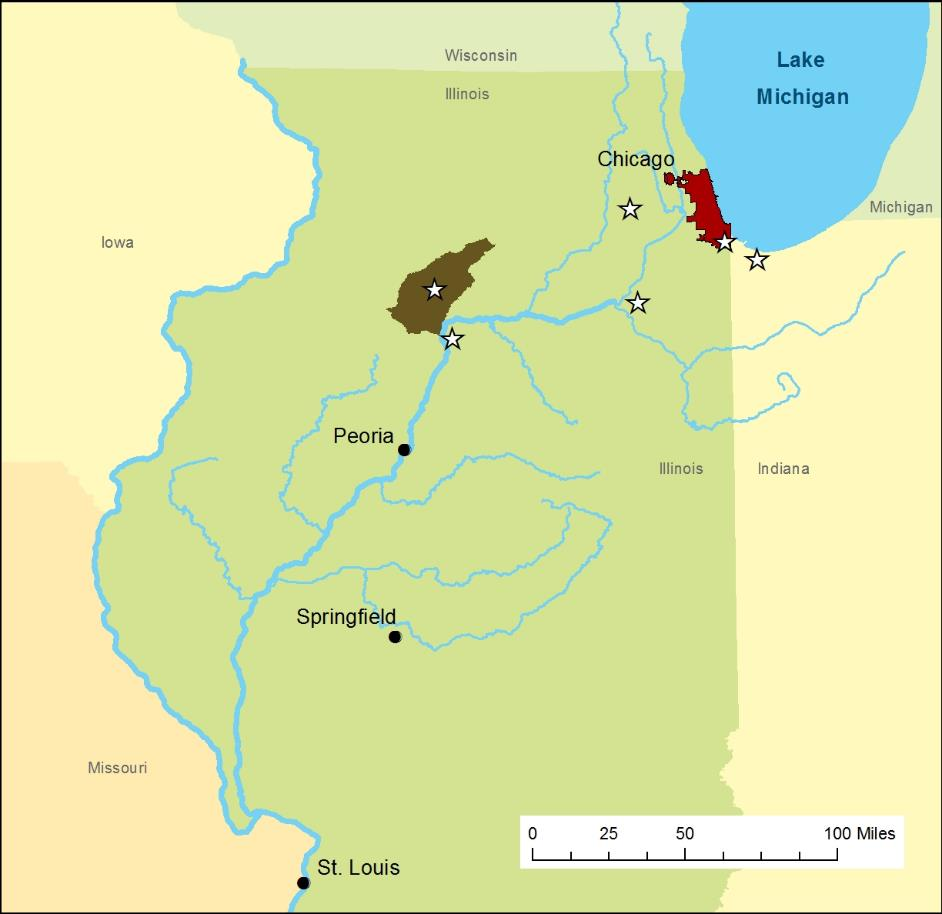 Wisconsin
Lake
Michigan
Illinois
Chicago
Michigan
Iowa
Peoria
Illinois
Indiana
Springfield
Missouri
0 25 50 100 Miles
St. Louis